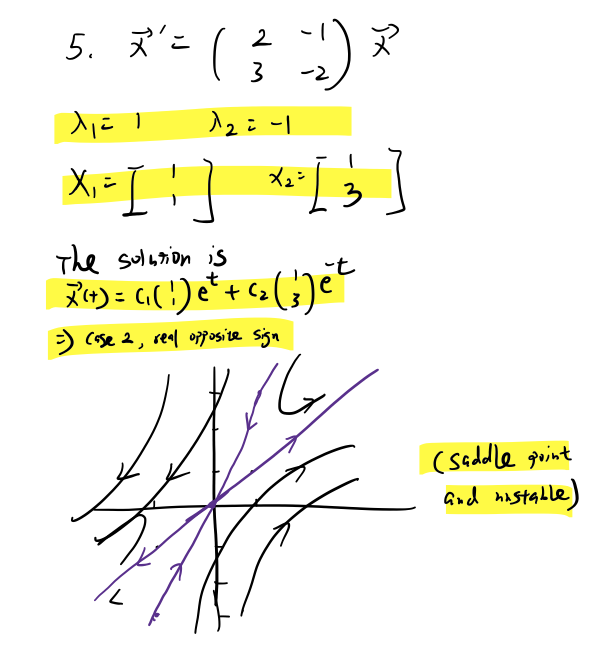 5. x⃗' = ( 2 -1 ; 3 -2 ) x⃗
λ₁ = 1 λ₂ = -1
x₁ = [ 1 ; 1 ] x₂ = [ 1 ; 3 ]
The solution is
x⃗(t) = C₁( 1 ; 1 ) e^t + C₂( 1 ; 3 ) e^-t
⇒ Case 2, real opposite sign
(saddle point
and unstable)